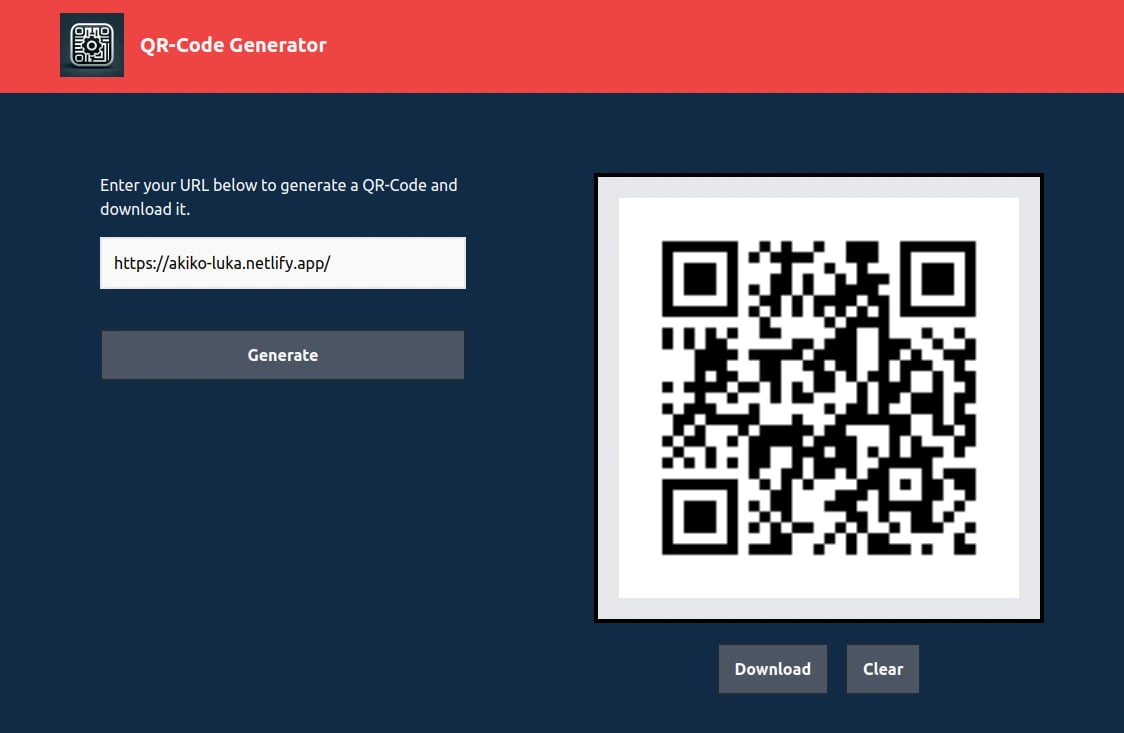 QR-Code Generator
Enter your URL below to generate a QR-Code and
download it.
https://akiko-luka.netlify.app/
Generate
Download
Clear